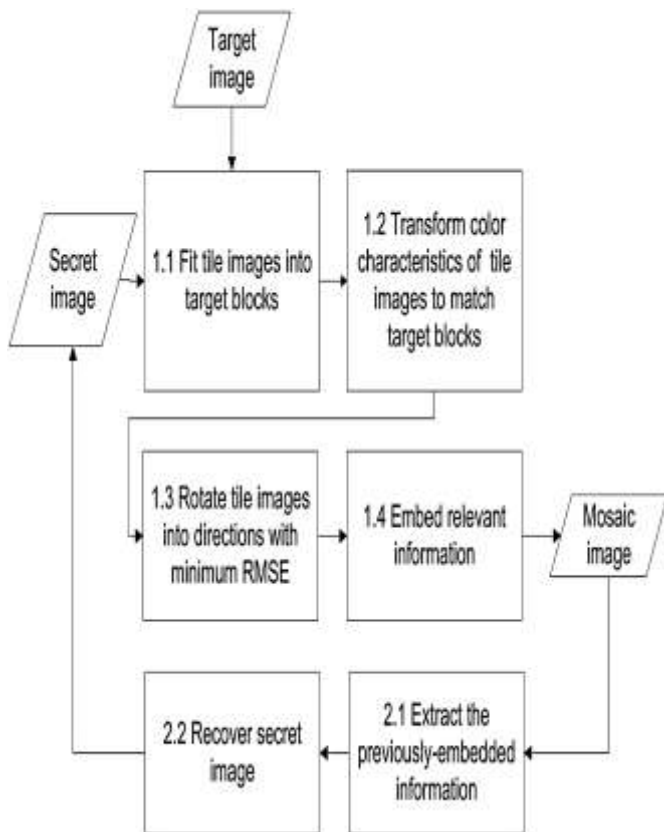 Target
image
Secret
image
1.1 Fit tile images into
target blocks
1.2 Transform color
characteristics of tile
images to match
target blocks
1.3 Rotate tile images
into directions with
minimum RMSE
1.4 Embed relevant
information
Mosaic
image
2.2 Recover secret
image
2.1 Extract the
previously-embedded
information